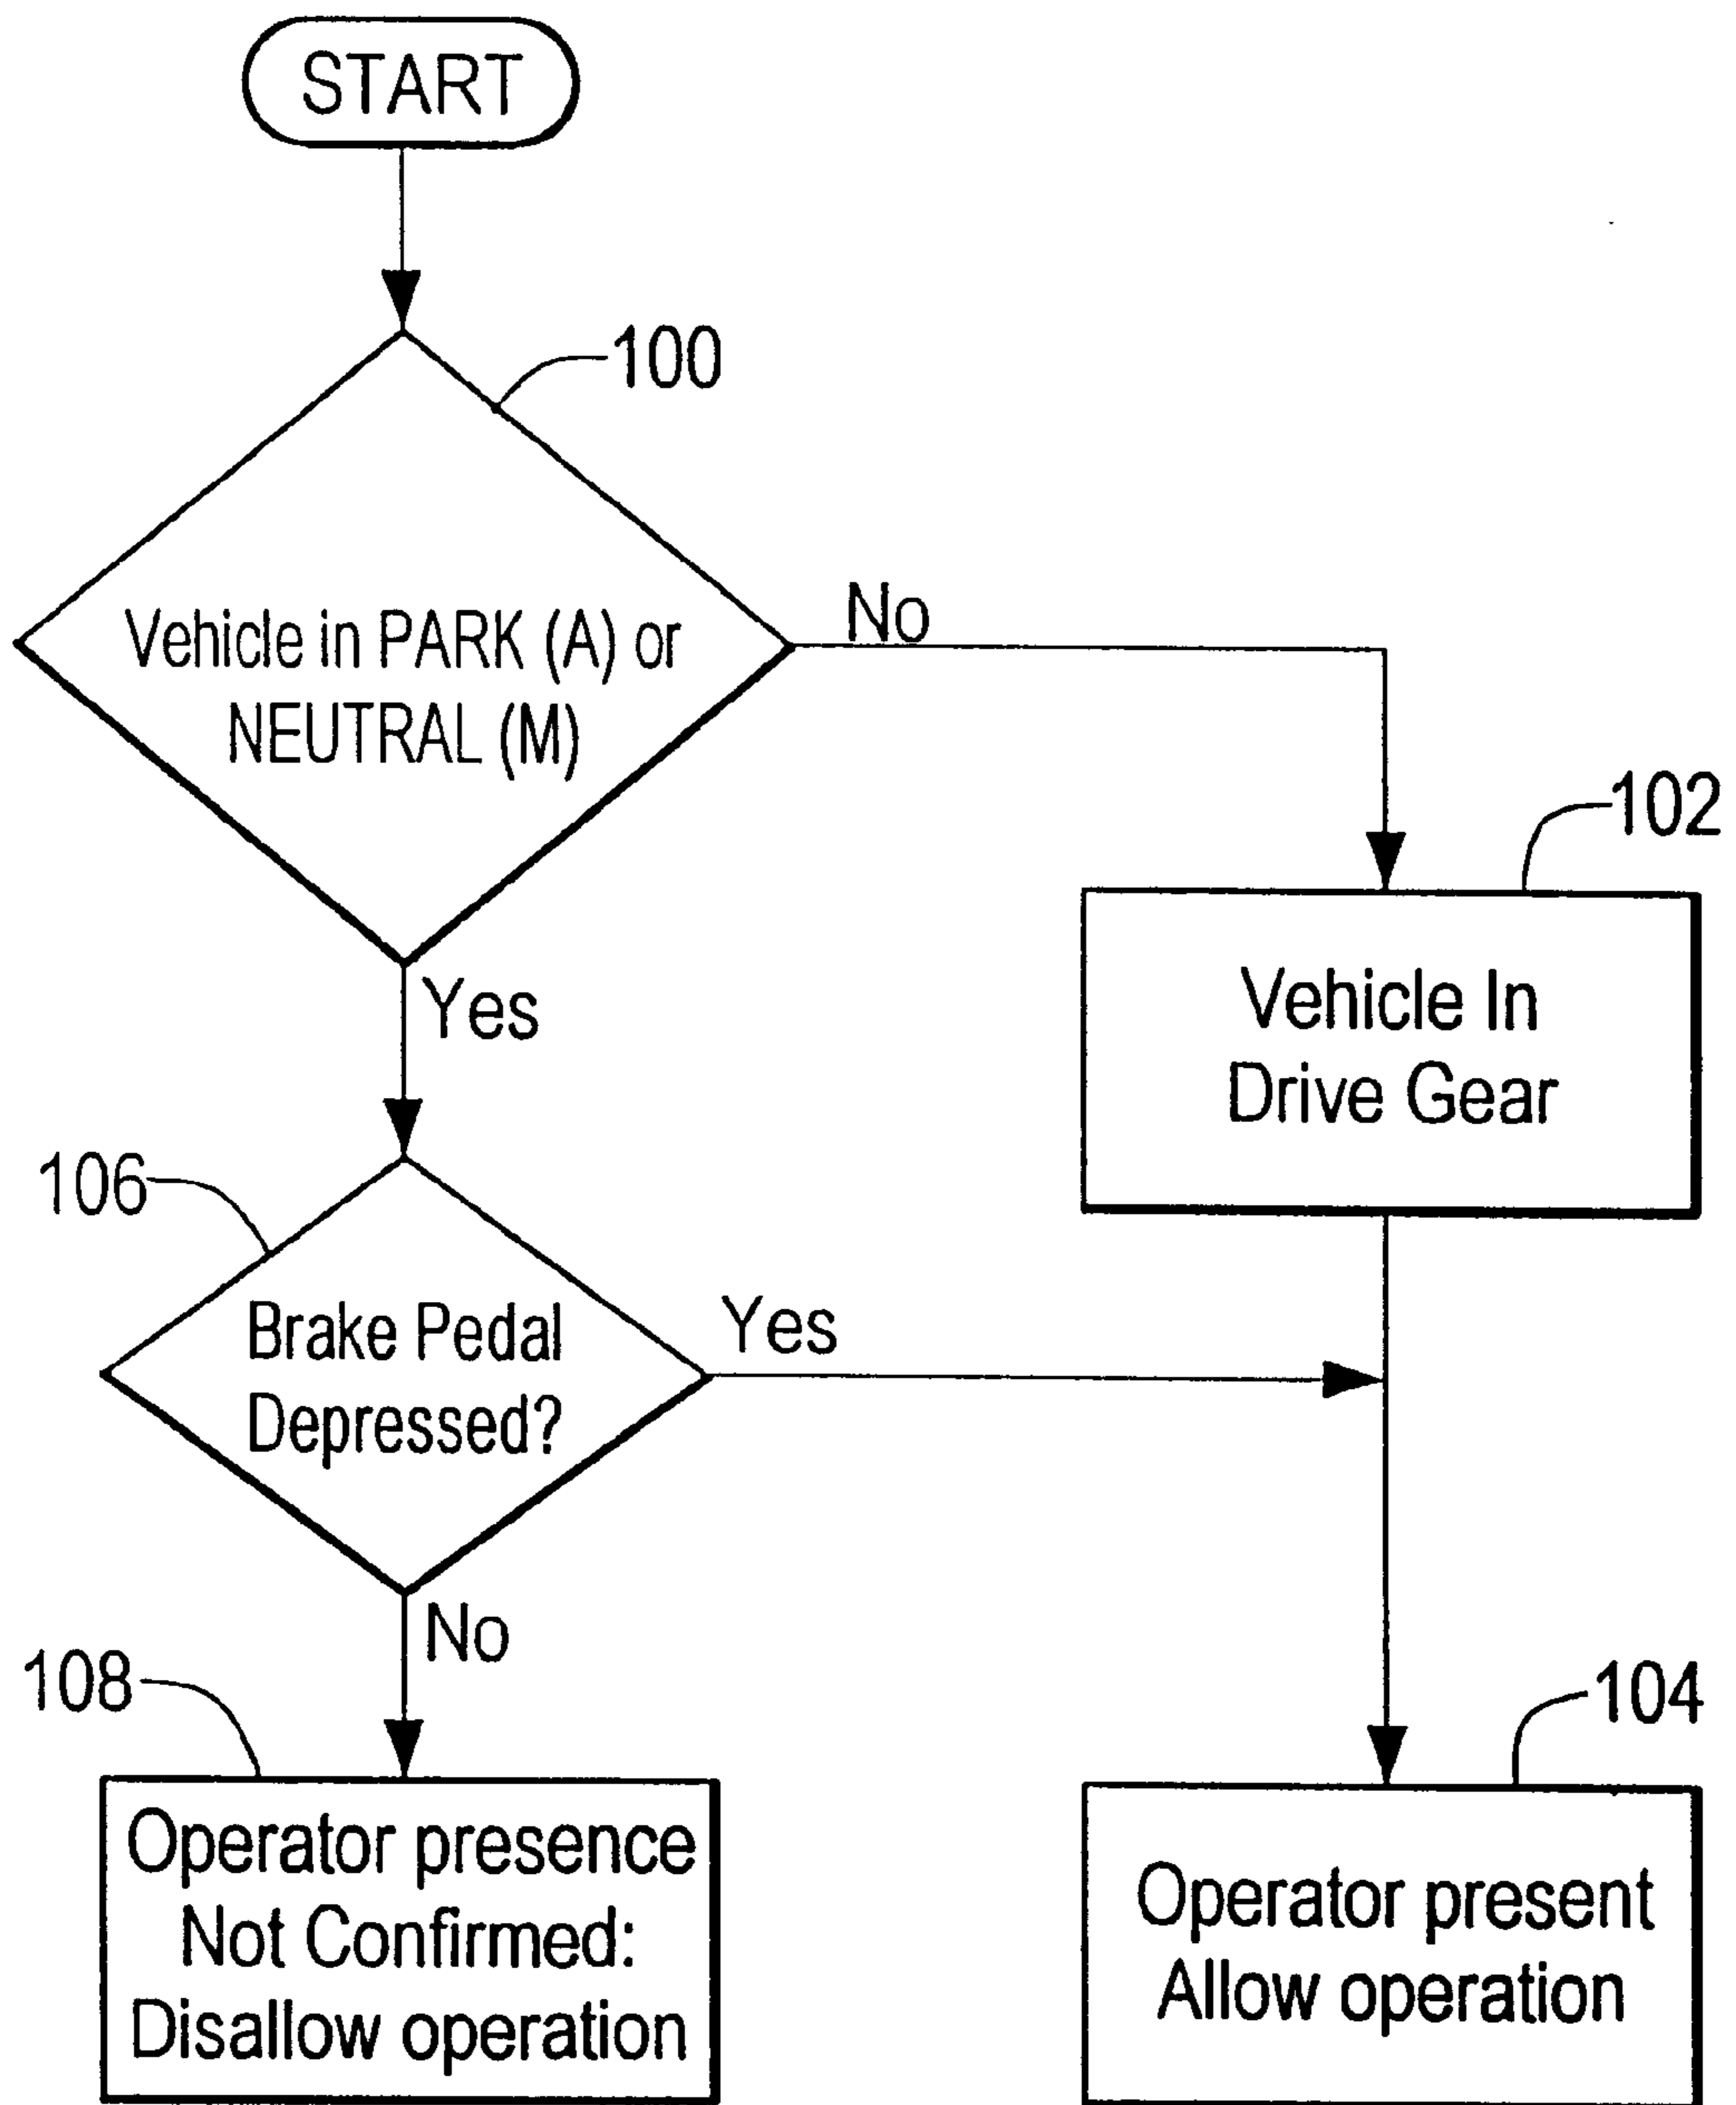 START
100
Vehicle in PARK (A) or
NEUTRAL (M)
No
102
Vehicle In
Drive Gear
Yes
106
Brake Pedal
Depressed?
Yes
No
108
Operator presence
Not Confirmed:
Disallow operation
104
Operator present
Allow operation